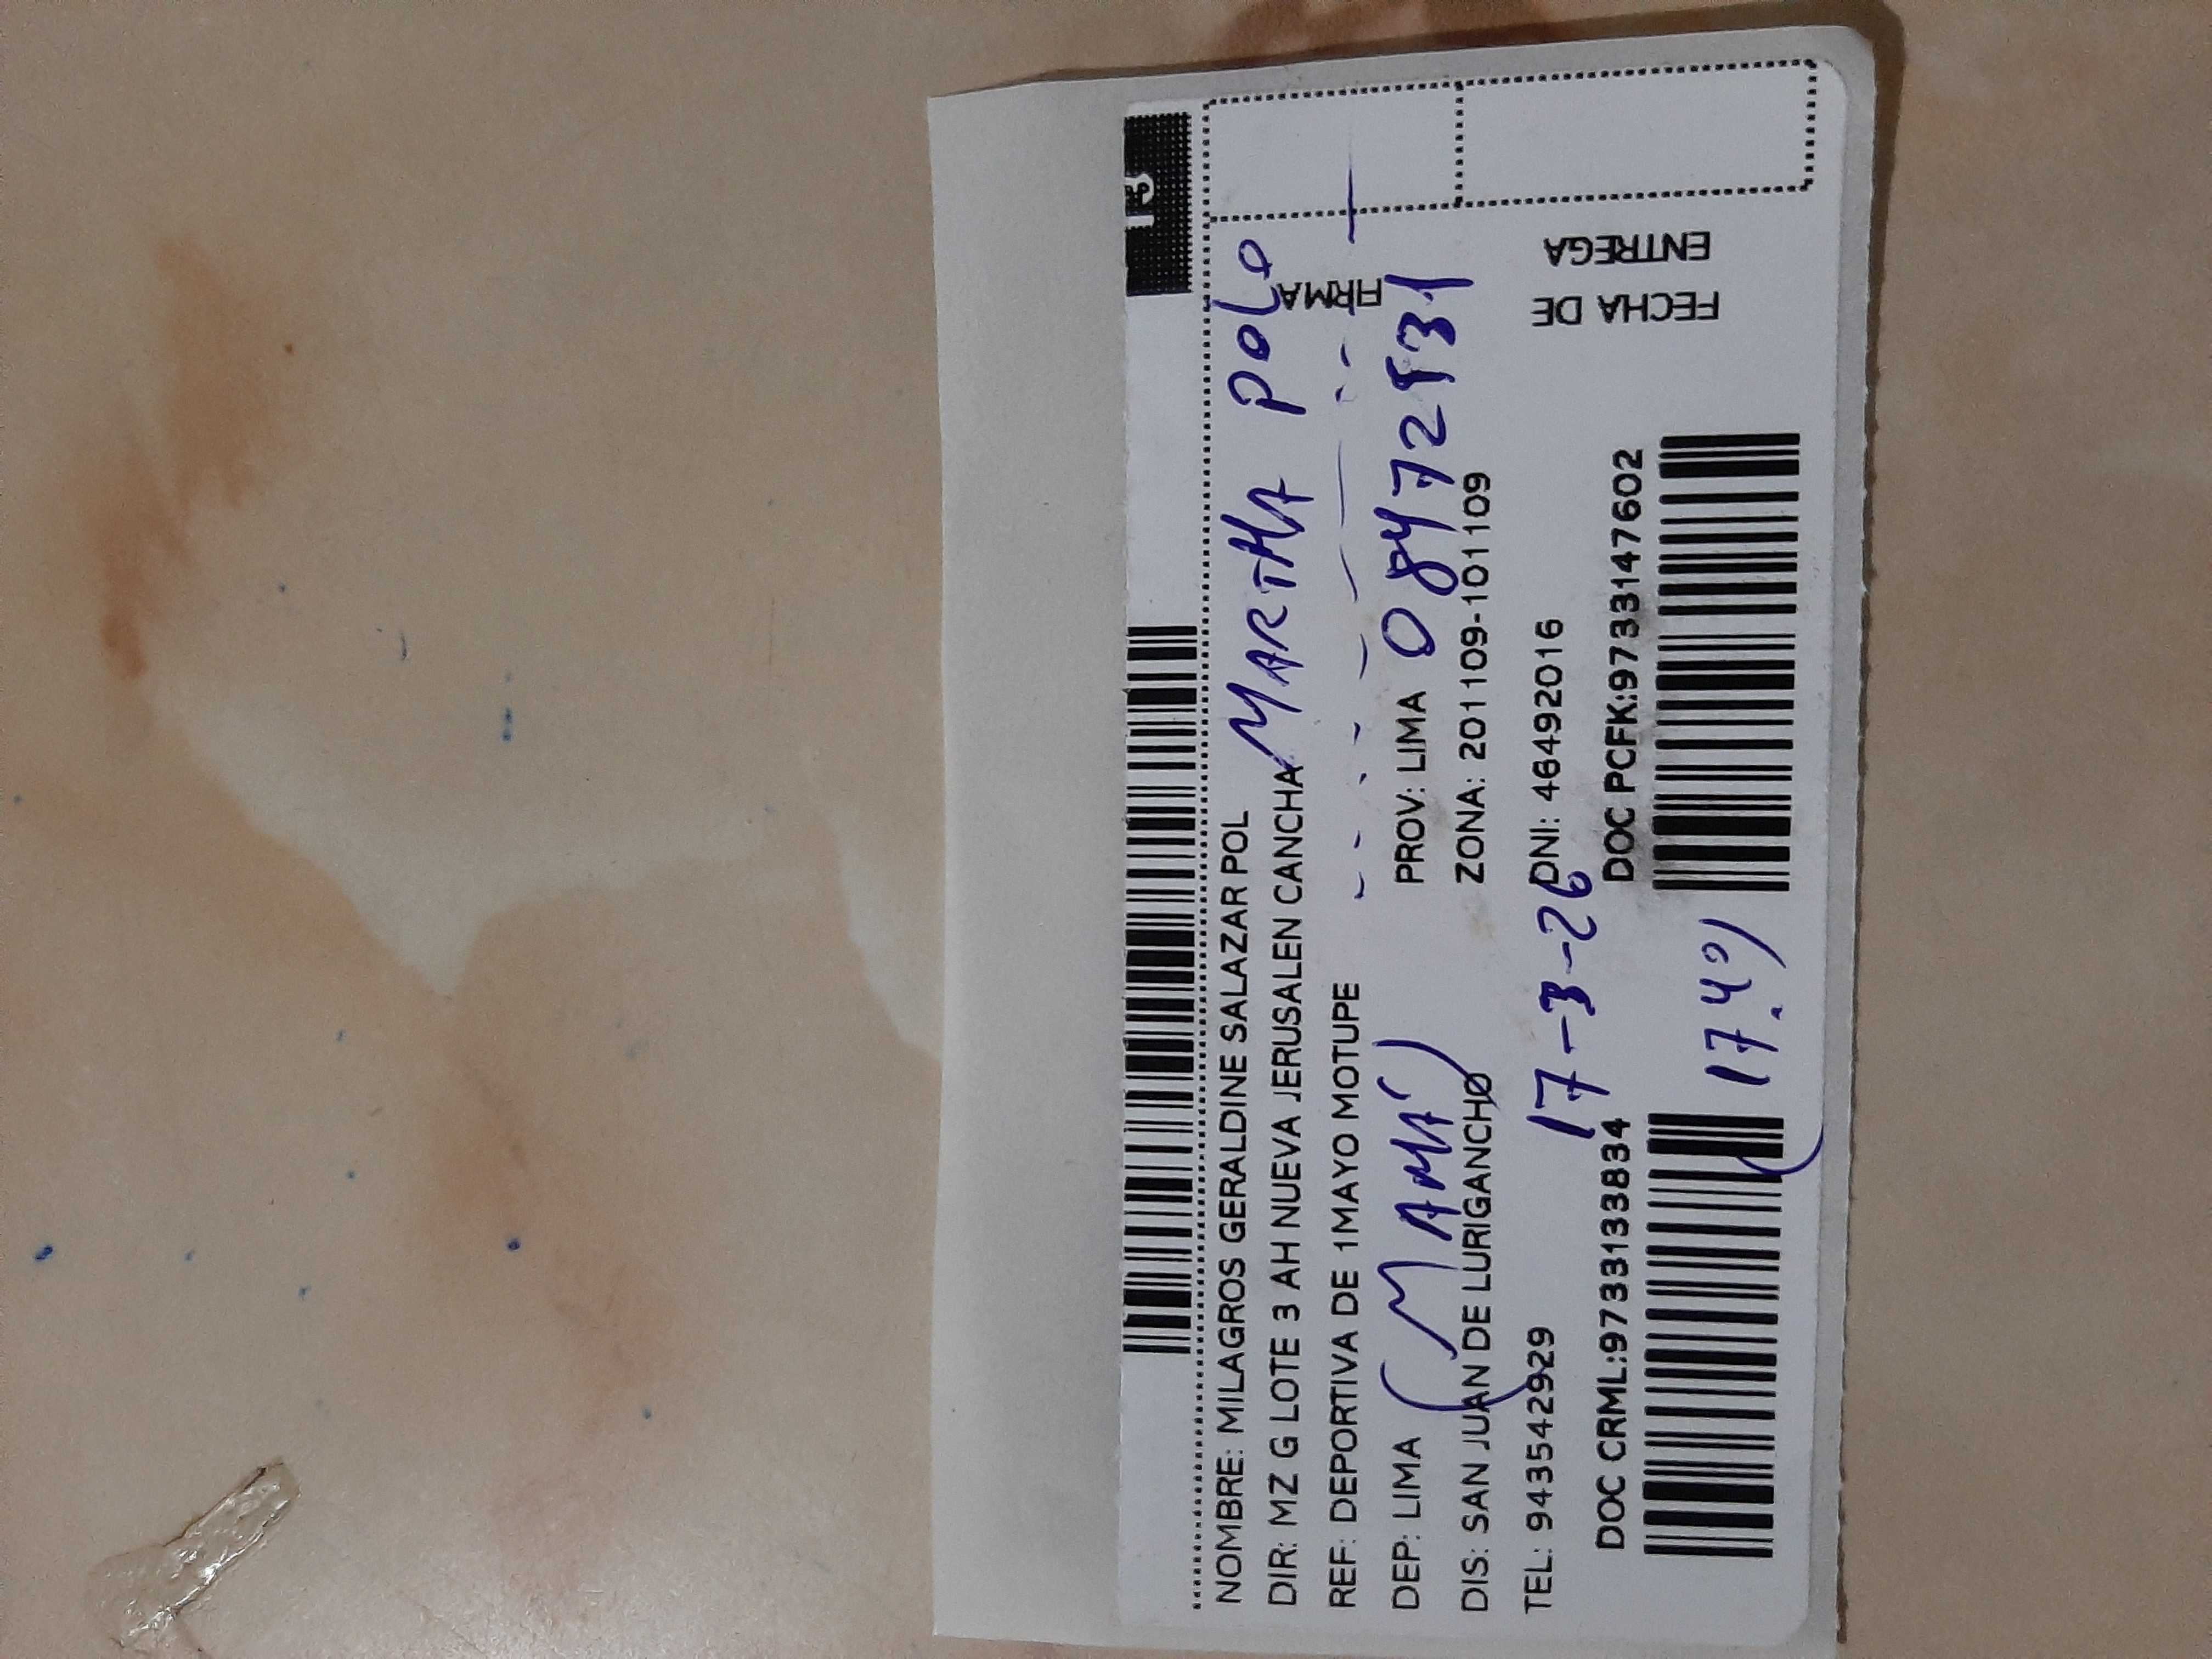 NOMBRE: MILAGROS GERALDINE SALAZAR POL
MARTHA POLO
DIR: MZ G LOTE 3 AH NUEVA JERUSALEN CANCHA
REF: DEPORTIVA DE 1MAYO MOTUPE
FIRMA
DEP: LIMA
(MAMÁ)
PROV: LIMA
08472531
DIS: SAN JUAN DE LURIGANCHO
ZONA: 201109-101109
TEL: 943542929
17-3-26
DNI: 46492016
FECHA DE
ENTREGA
DOC CRML:9733133834
DOC PCFK:9733147602